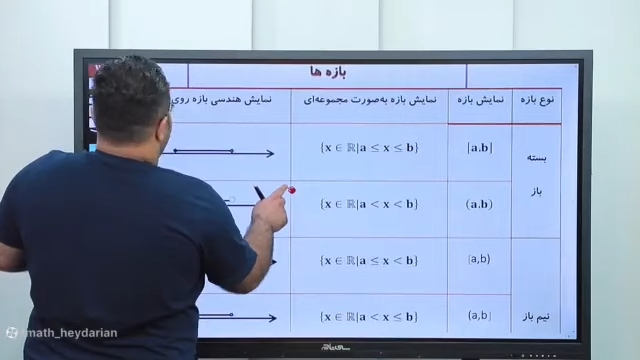 بازه ها
نوع بازه
نمایش بازه
نمایش بازه به‌صورت مجموعه‌ای
نمایش هندسی بازه روی
بسته
[a.b]
{x ∈ ℝ|a ≤ x ≤ b}
باز
(a.b)
{x ∈ ℝ|a < x < b}
[a,b)
{x ∈ ℝ|a ≤ x < b}
نیم باز
(a,b]
{x ∈ ℝ|a < x ≤ b}
math_heydarian